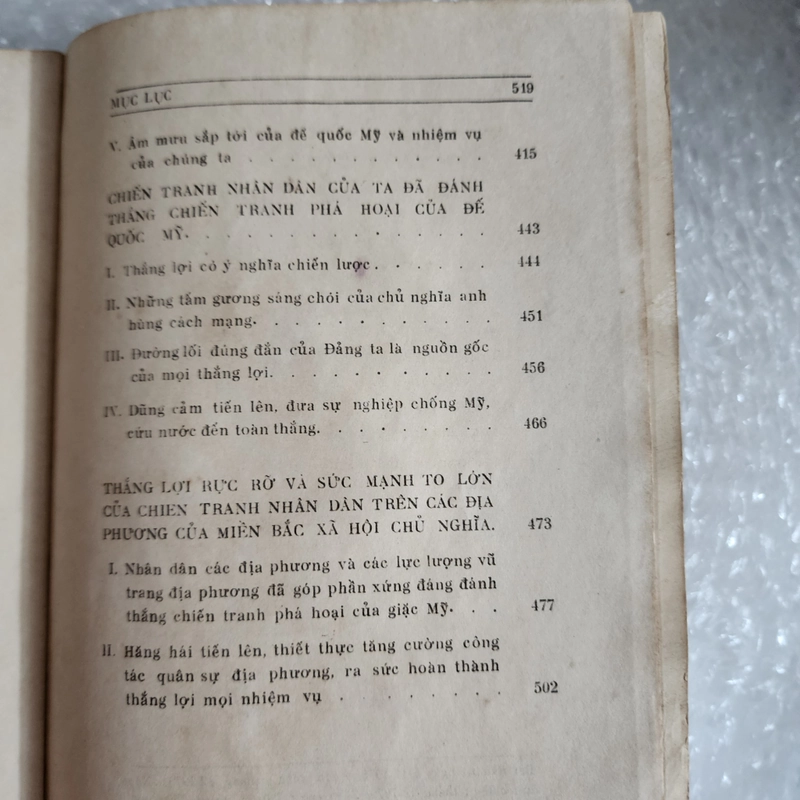 MỤC LỤC 519
V. Âm mưu sắp tới của đế quốc Mỹ và nhiệm vụ
của chúng ta . . . . . . . . . . . . 415
CHIẾN TRANH NHÂN DÂN CỦA TA ĐÃ ĐÁNH
THẮNG CHIẾN TRANH PHÁ HOẠI CỦA ĐẾ
QUỐC MỸ. . . . . . . . . . . . . 443
I. Thắng lợi có ý nghĩa chiến lược . . . . . . 444
II. Những tấm gương sáng chói của chủ nghĩa anh
hùng cách mạng. . . . . . . . . . . 451
III. Đường lối đúng đắn của Đảng ta là nguồn gốc
của mọi thắng lợi. . . . . . . . . . . 456
IV. Dũng cảm tiến lên, đưa sự nghiệp chống Mỹ,
cứu nước đến toàn thắng. . . . . . . . 466
THẮNG LỢI RỰC RỠ VÀ SỨC MẠNH TO LỚN
CỦA CHIẾN TRANH NHÂN DÂN TRÊN CÁC ĐỊA
PHƯƠNG CỦA MIỀN BẮC XÃ HỘI CHỦ NGHĨA. 473
I. Nhân dân các địa phương và các lực lượng vũ
trang địa phương đã góp phần xứng đáng đánh
thắng chiến tranh phá hoại của giặc Mỹ. . . 477
II. Hăng hái tiến lên, thiết thực tăng cường công
tác quân sự địa phương, ra sức hoàn thành
thắng lợi mọi nhiệm vụ . . . . . . . . 502